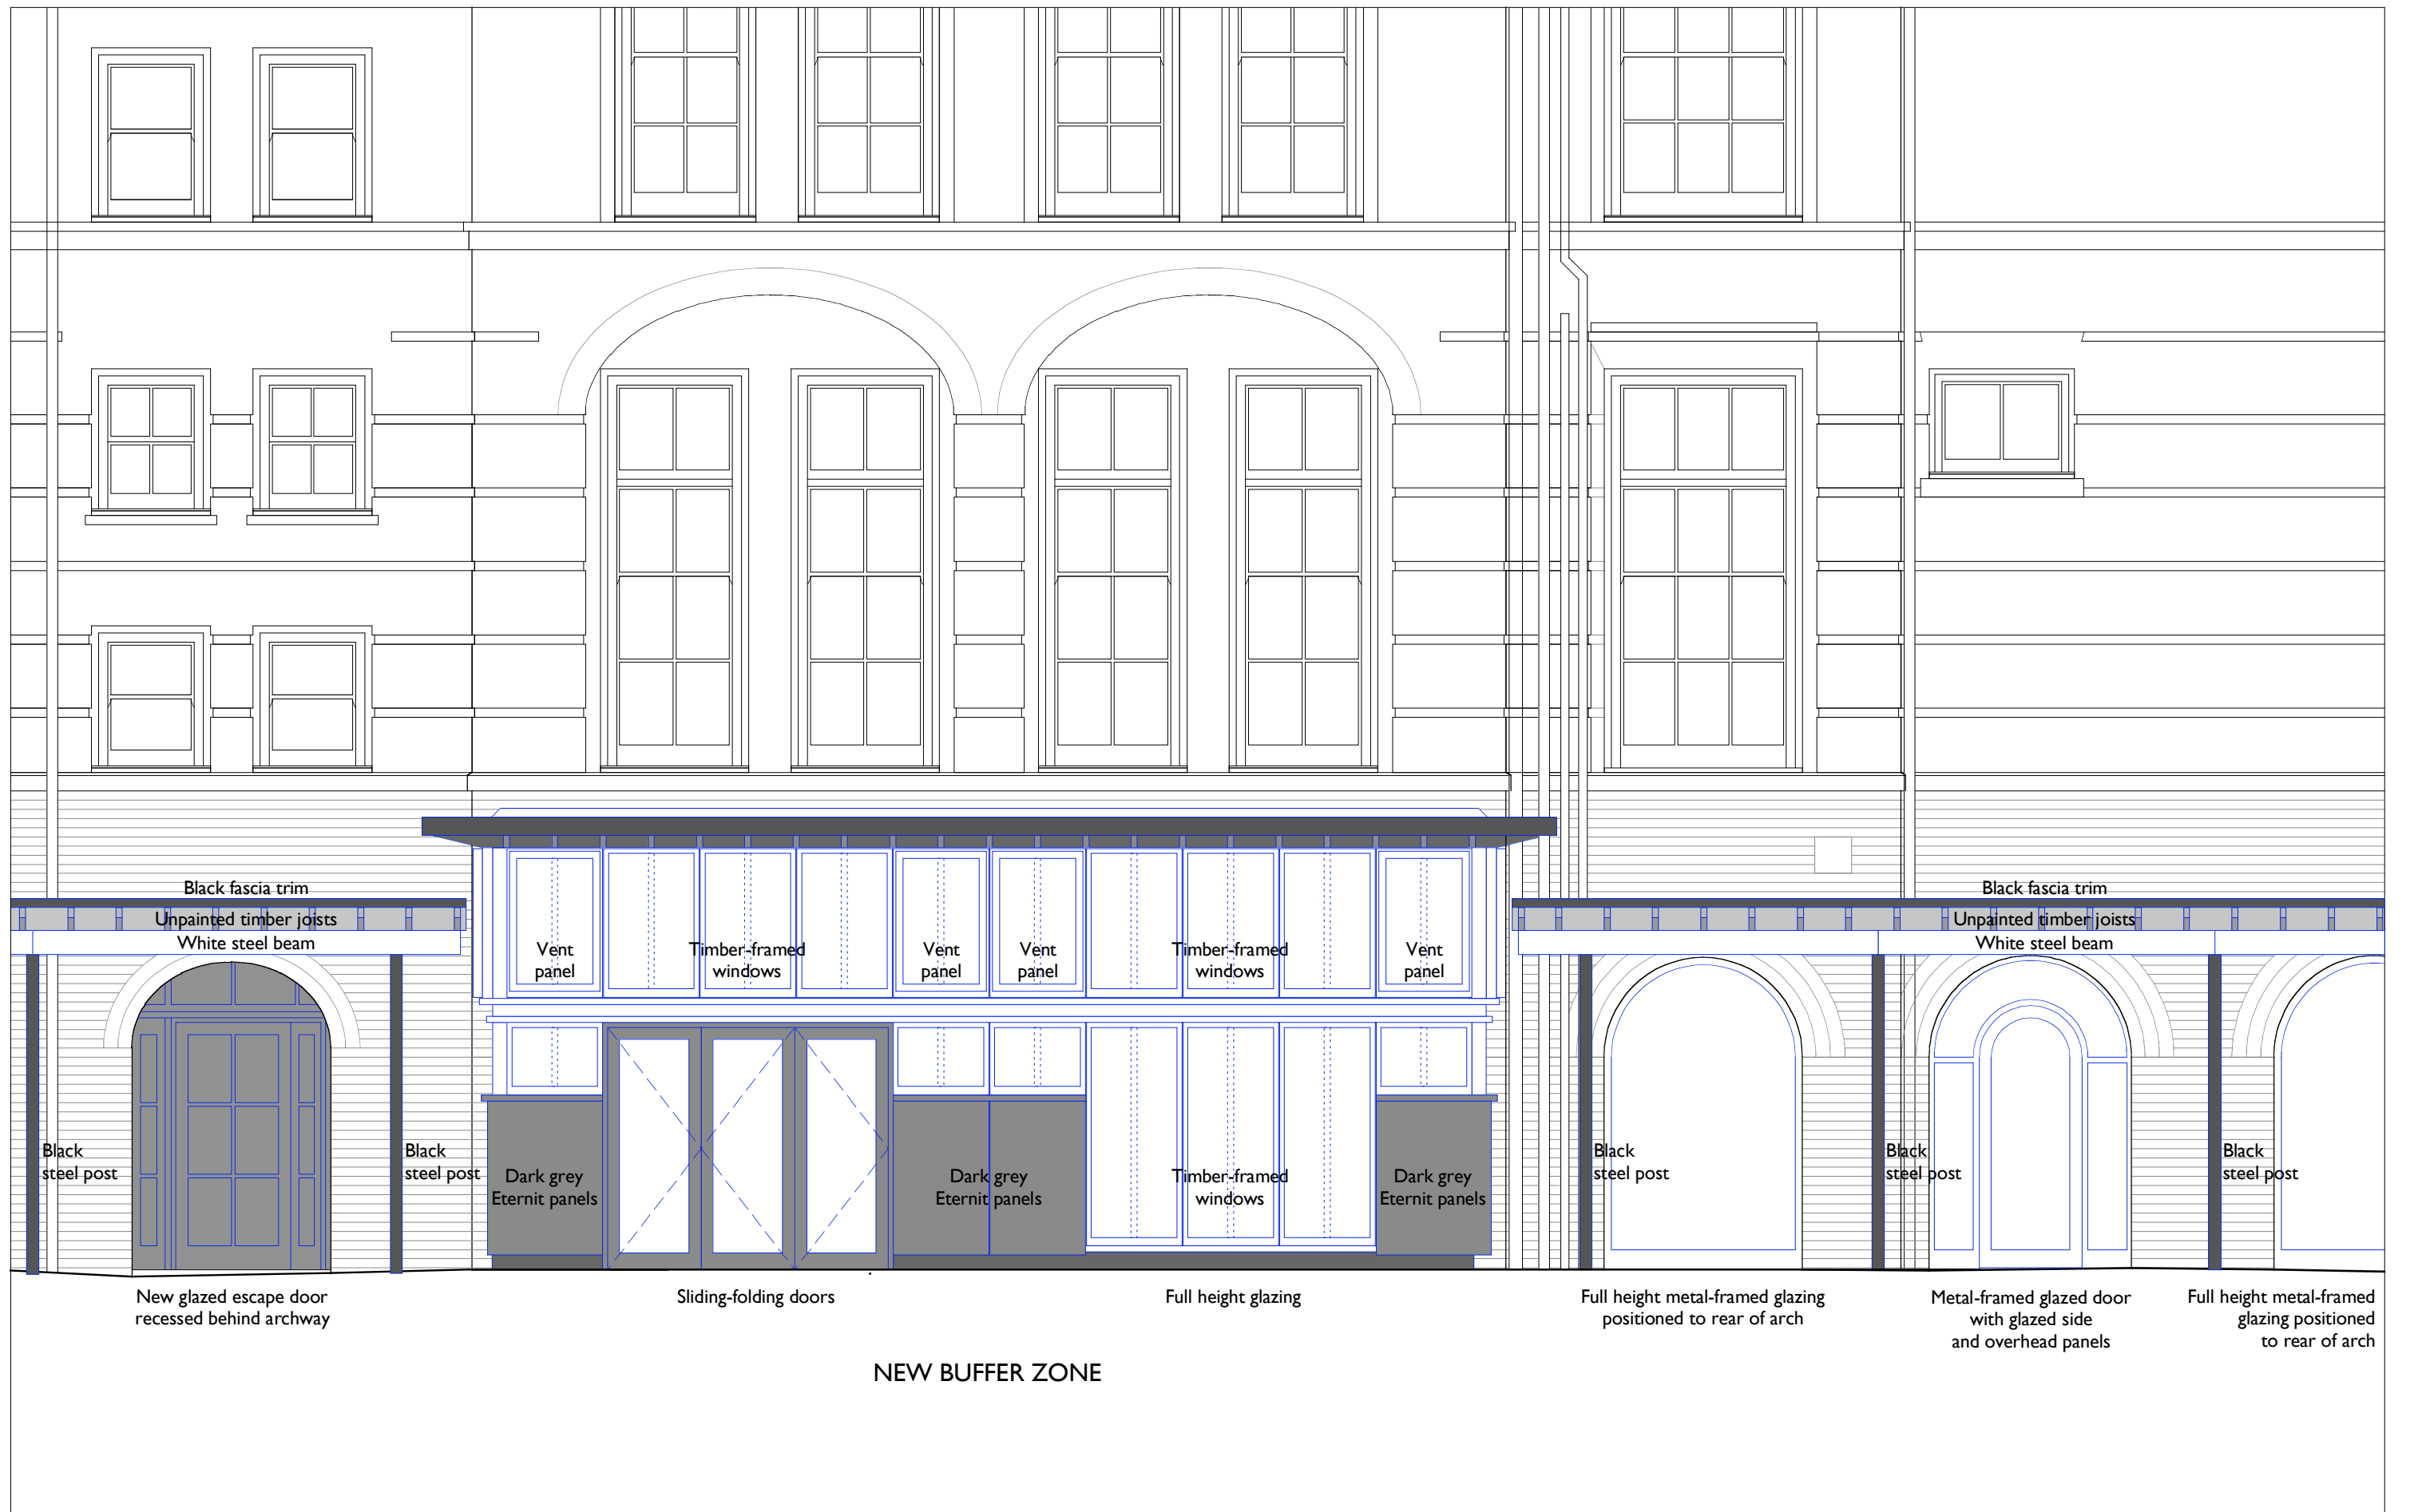 Black fascia trim
Unpainted timber joists
White steel beam
Black fascia trim
Unpainted timber joists
White steel beam
Vent
panel
Timber-framed
windows
Vent
panel
Vent
panel
Timber-framed
windows
Vent
panel
Black
steel post
Black
steel post
Dark grey
Eternit panels
Dark grey
Eternit panels
Timber-framed
windows
Dark grey
Eternit panels
Black
steel post
Black
steel post
Black
steel post
New glazed escape door
recessed behind archway
Sliding-folding doors
Full height glazing
Full height metal-framed glazing
positioned to rear of arch
Metal-framed glazed door
with glazed side
and overhead panels
Full height metal-framed
glazing positioned
to rear of arch
NEW BUFFER ZONE